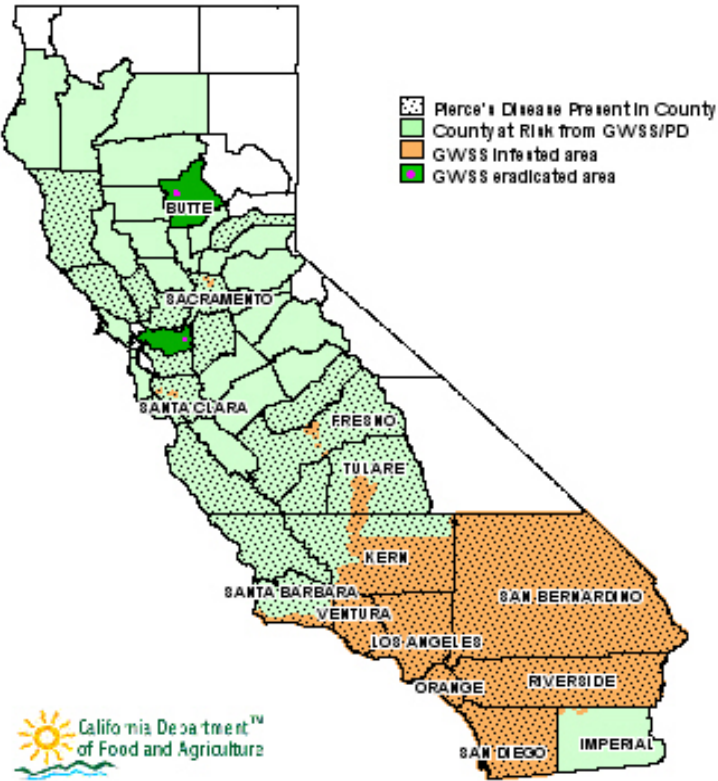 Pierce's Disease Present in County
County at Risk from GWSS/PD
GWSS infested area
GWSS eradicated area
BUTTE
SACRAMENTO
SANTA CLARA
FRESNO
TULARE
KERN
SANTA BARBARA
SAN BERNARDINO
VENTURA
LOS ANGELES
RIVERSIDE
ORANGE
IMPERIAL
SAN DIEGO
California Department™
of Food and Agriculture